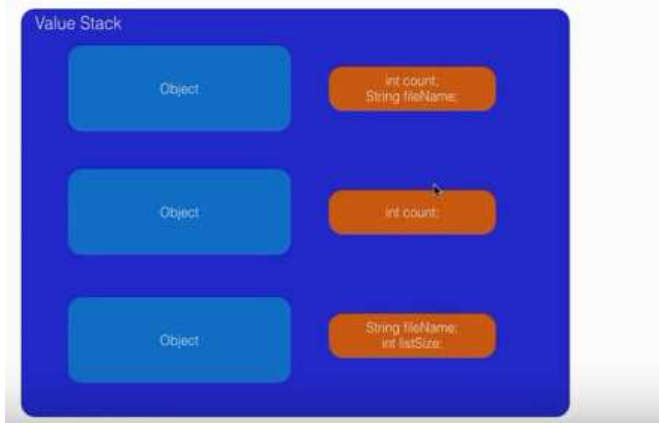 Value Stack
Object
int count;
String fileName;
Object
int count;
Object
String fileName;
int listSize;